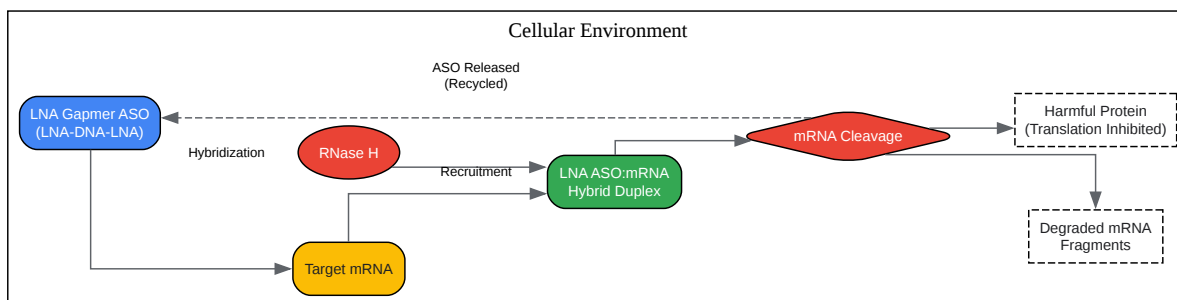 Cellular Environment
ASO Released
(Recycled)
LNA Gapmer ASO
(LNA-DNA-LNA)
Hybridization
RNase H
Recruitment
LNA ASO:mRNA
Hybrid Duplex
mRNA Cleavage
Harmful Protein
(Translation Inhibited)
Target mRNA
Degraded mRNA
Fragments